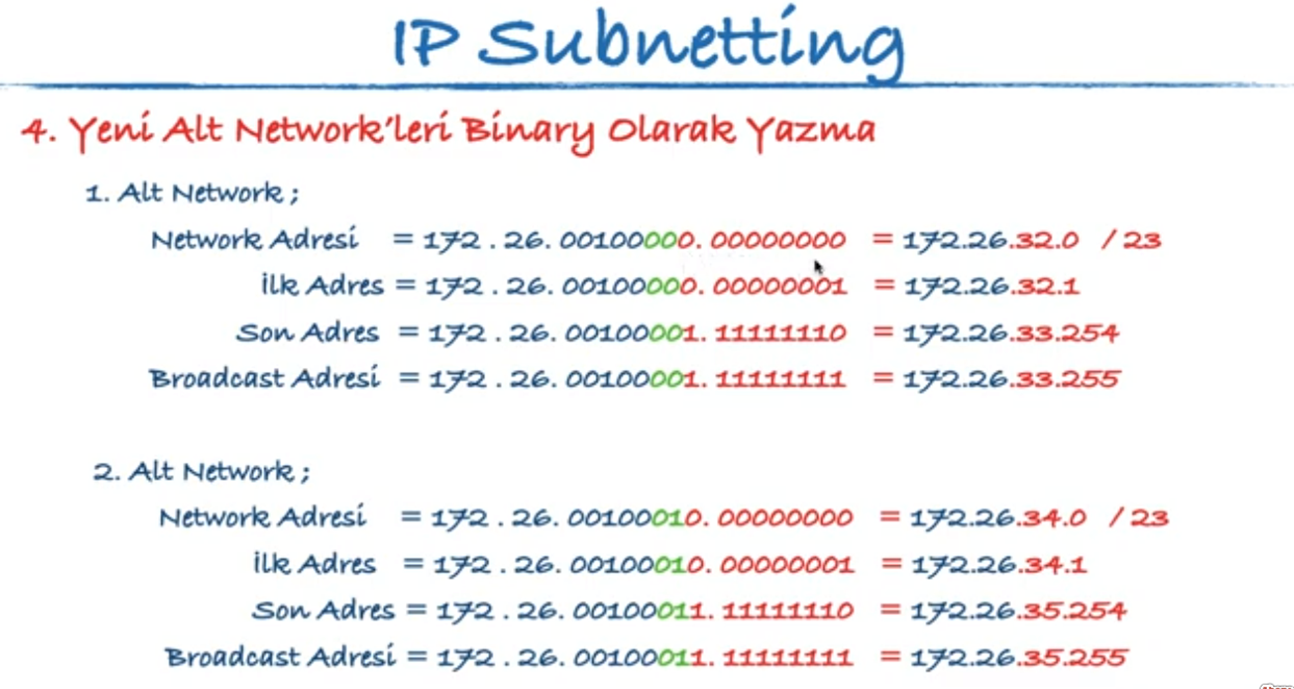 IP Subnetting
4. Yeni Alt Network'leri Binary Olarak Yazma
1. Alt Network ;
Network Adresi = 172 . 26. 00100000. 00000000 = 172.26.32.0 / 23
İlk Adres = 172 . 26. 00100000. 00000001 = 172.26.32.1
Son Adres = 172 . 26. 00100001. 11111110 = 172.26.33.254
Broadcast Adresi = 172 . 26. 00100001. 11111111 = 172.26.33.255
2. Alt Network ;
Network Adresi = 172 . 26. 00100010. 00000000 = 172.26.34.0 / 23
İlk Adres = 172 . 26. 00100010. 00000001 = 172.26.34.1
Son Adres = 172 . 26. 00100011. 11111110 = 172.26.35.254
Broadcast Adresi = 172 . 26. 00100011. 11111111 = 172.26.35.255